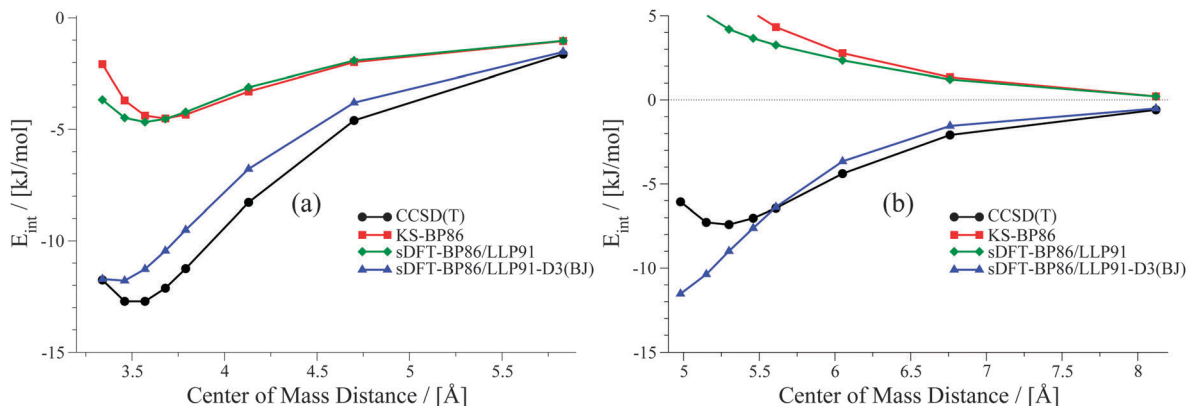 0
-5
-10
-15
E_int / [kJ/mol]
(a)
CCSD(T)
KS-BP86
sDFT-BP86/LLP91
sDFT-BP86/LLP91-D3(BJ)
3.5
4
4.5
5
5.5
Center of Mass Distance / [Å]
5
0
-5
-10
-15
E_int / [kJ/mol]
(b)
CCSD(T)
KS-BP86
sDFT-BP86/LLP91
sDFT-BP86/LLP91-D3(BJ)
5
5.5
6
6.5
7
7.5
8
Center of Mass Distance / [Å]